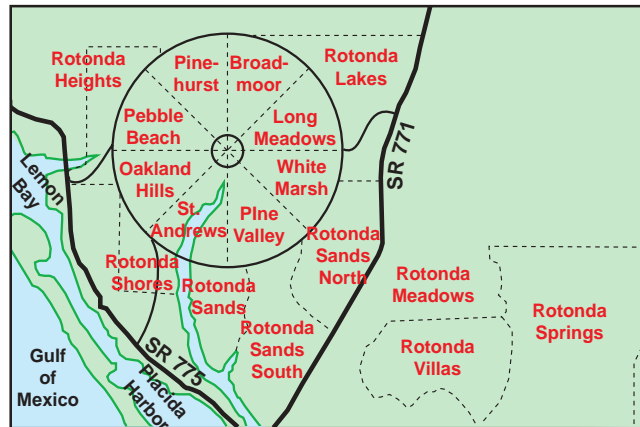 Rotonda
Heights
Pine-
hurst
Broad-
moor
Rotonda
Lakes
Pebble
Beach
Long
Meadows
SR 771
Lemon
Bay
Oakland
Hills
White
Marsh
St.
Andrews
PIne
Valley
Rotonda
Shores
Rotonda
Sands
Rotonda
Sands
North
Rotonda
Meadows
Rotonda
Springs
Rotonda
Sands
South
Rotonda
Villas
SR 775
Gulf
of
Mexico
Placida
Harbor